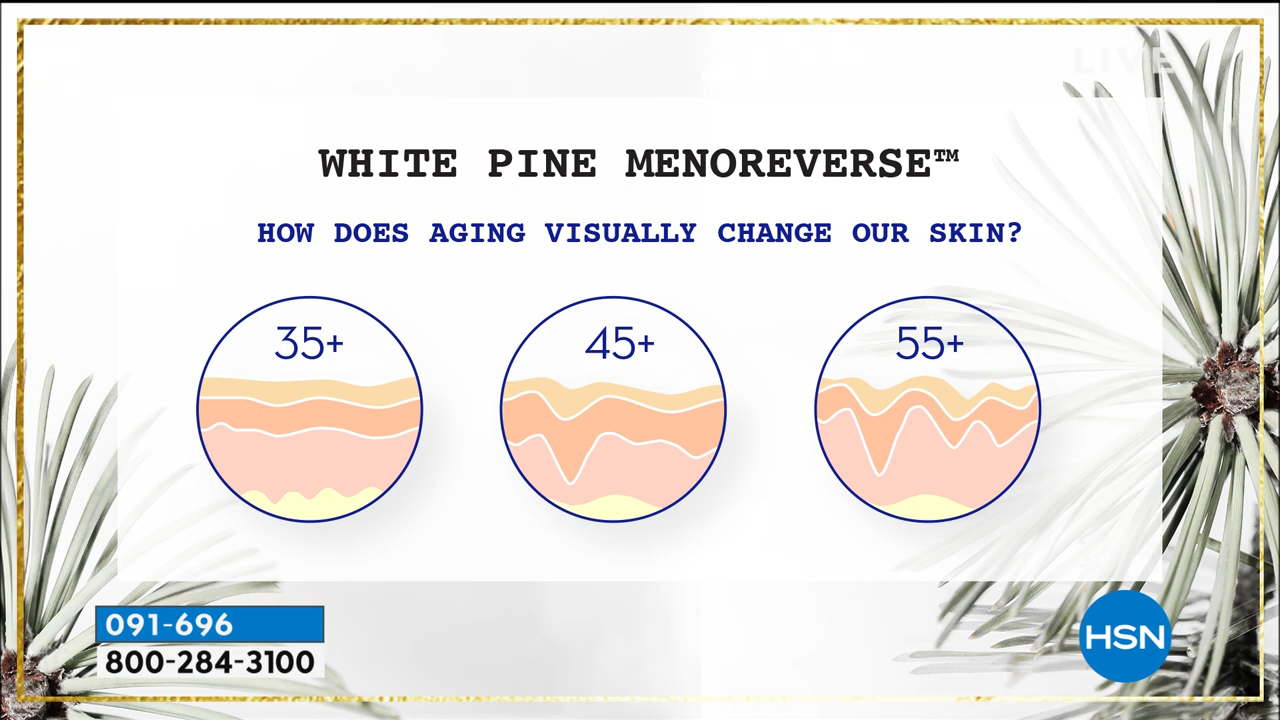 LIVE
WHITE PINE MENOREVERSE™
HOW DOES AGING VISUALLY CHANGE OUR SKIN?
35+
45+
55+
091-696
800-284-3100
HSN